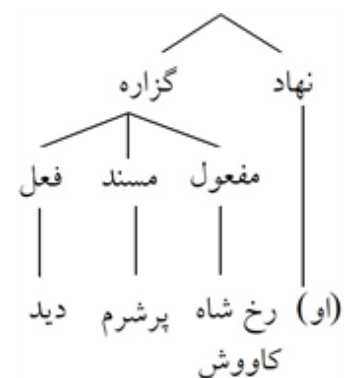 نهاد گزاره
مفعول مسند فعل
(او) رخ شاه پرشرم دید
کاووش